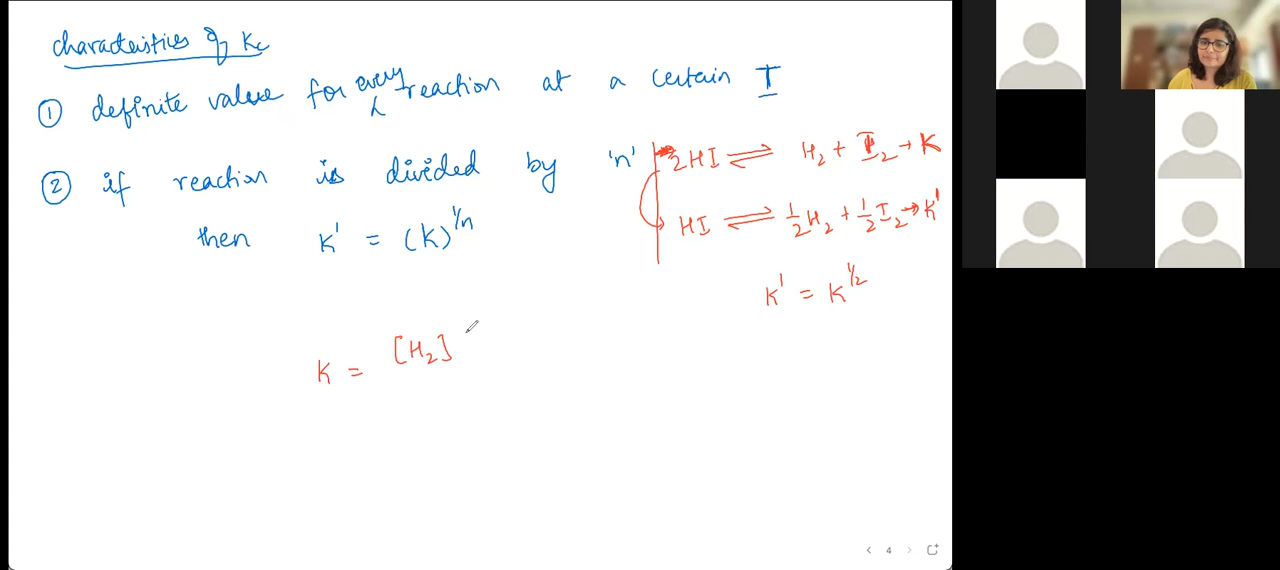 characteristics of Kc
① definite value for every reaction at a certain T
② if reaction is divided by 'n'
then K' = (K)^1/n
2HI ⇌ H₂ + I₂ → K
HI ⇌ 1/2 H₂ + 1/2 I₂ → K'
K' = K^1/2
K = [H₂]
4